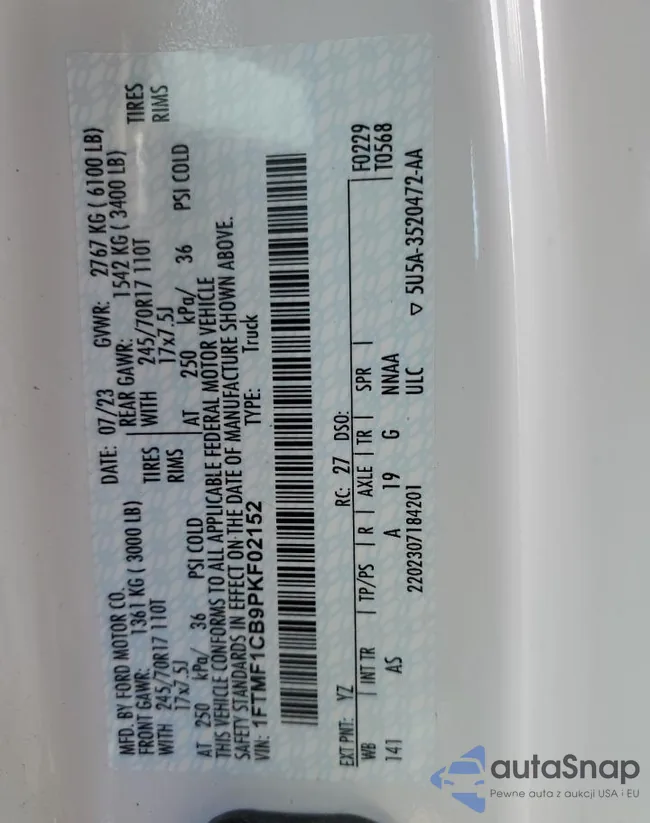 MFD. BY FORD MOTOR CO.
DATE: 07/23 GVWR: 2767 KG ( 6100 LB)
FRONT GAWR: 1361 KG ( 3000 LB) REAR GAWR: 1542 KG ( 3400 LB)
WITH 245/70R17 110T TIRES WITH 245/70R17 110T TIRES
17x7.5J RIMS 17x7.5J RIMS
AT 250 kPa/ 36 PSI COLD AT 250 kPa/ 36 PSI COLD
THIS VEHICLE CONFORMS TO ALL APPLICABLE FEDERAL MOTOR VEHICLE
SAFETY STANDARDS IN EFFECT ON THE DATE OF MANUFACTURE SHOWN ABOVE.
VIN: 1FTMF1CB9PKF02152 TYPE: Truck
F0229
T0568
EXT PNT: YZ RC: 27 DSO:
WB INT TR TP/PS R AXLE TR SPR
141 AS A 19 G NNAA
2202307184201 ULC ▽ 5U5A-3520472-AA
autaSnap
Pewne auta z aukcji USA i EU